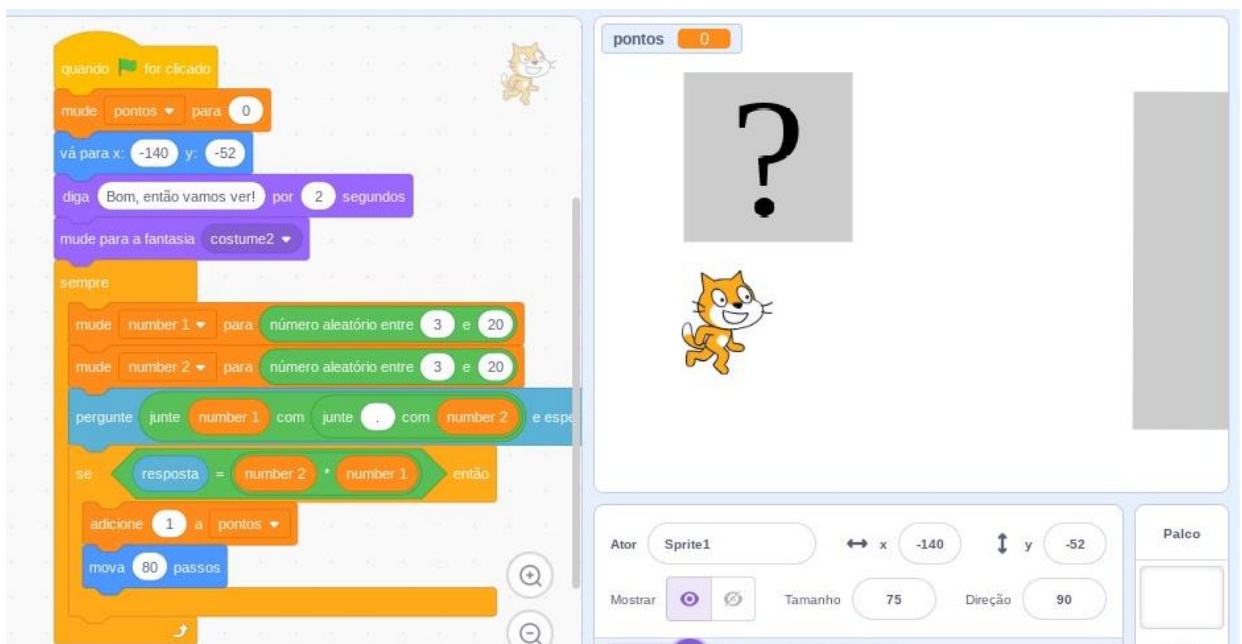 quando for clicado
mude pontos para 0
vá para x: -140 y: -52
diga Bom, então vamos ver! por 2 segundos
mude para a fantasia costume2
sempre
mude number 1 para número aleatório entre 3 e 20
mude number 2 para número aleatório entre 3 e 20
pergunte junte number 1 com junte . com number 2 e espe
se resposta = number 2 * number 1 então
adicione 1 a pontos
mova 80 passos
pontos 0
?
Ator Sprite1 x -140 y -52
Mostrar Tamanho 75 Direção 90
Palco